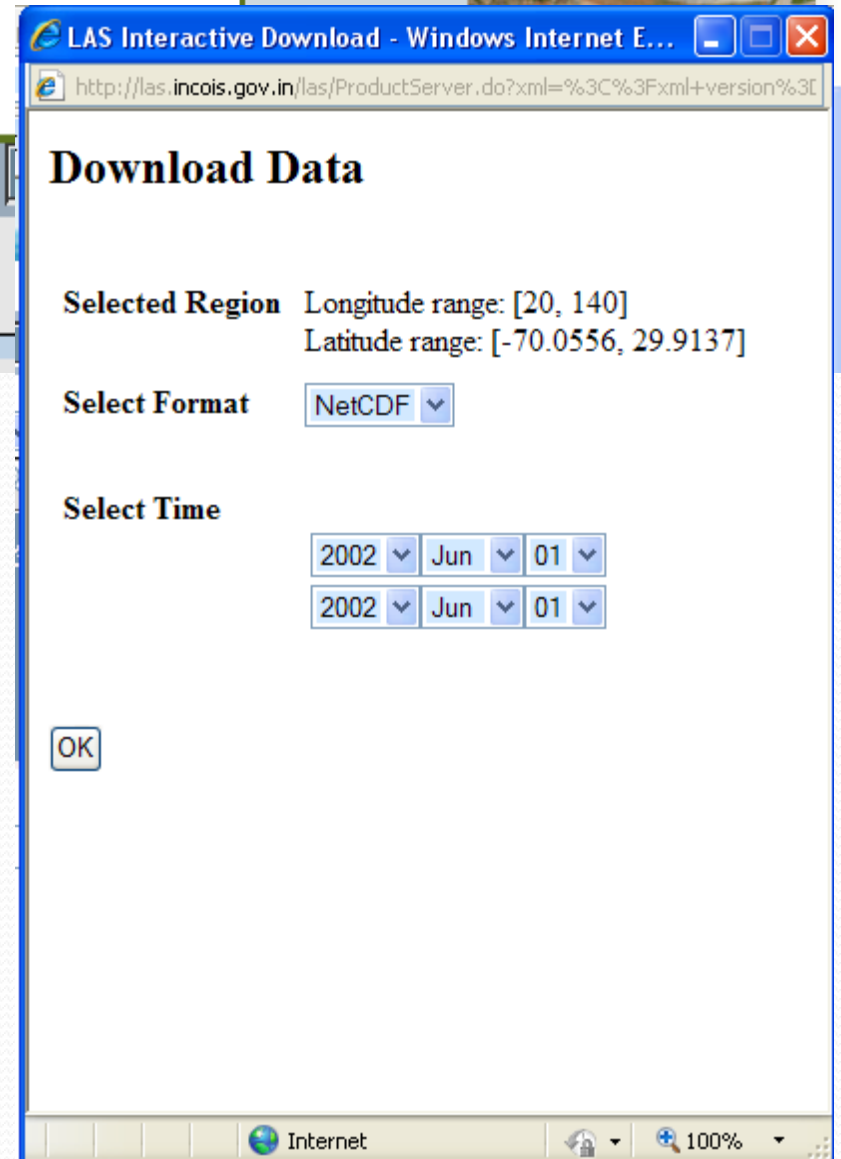 LAS Interactive Download - Windows Internet E...
http://las.incois.gov.in/las/ProductServer.do?xml=%3C%3Fxml+version%3D
Download Data
Selected Region Longitude range: [20, 140]
Latitude range: [-70.0556, 29.9137]
Select Format NetCDF
Select Time
2002 Jun 01
2002 Jun 01
OK
Internet 100%